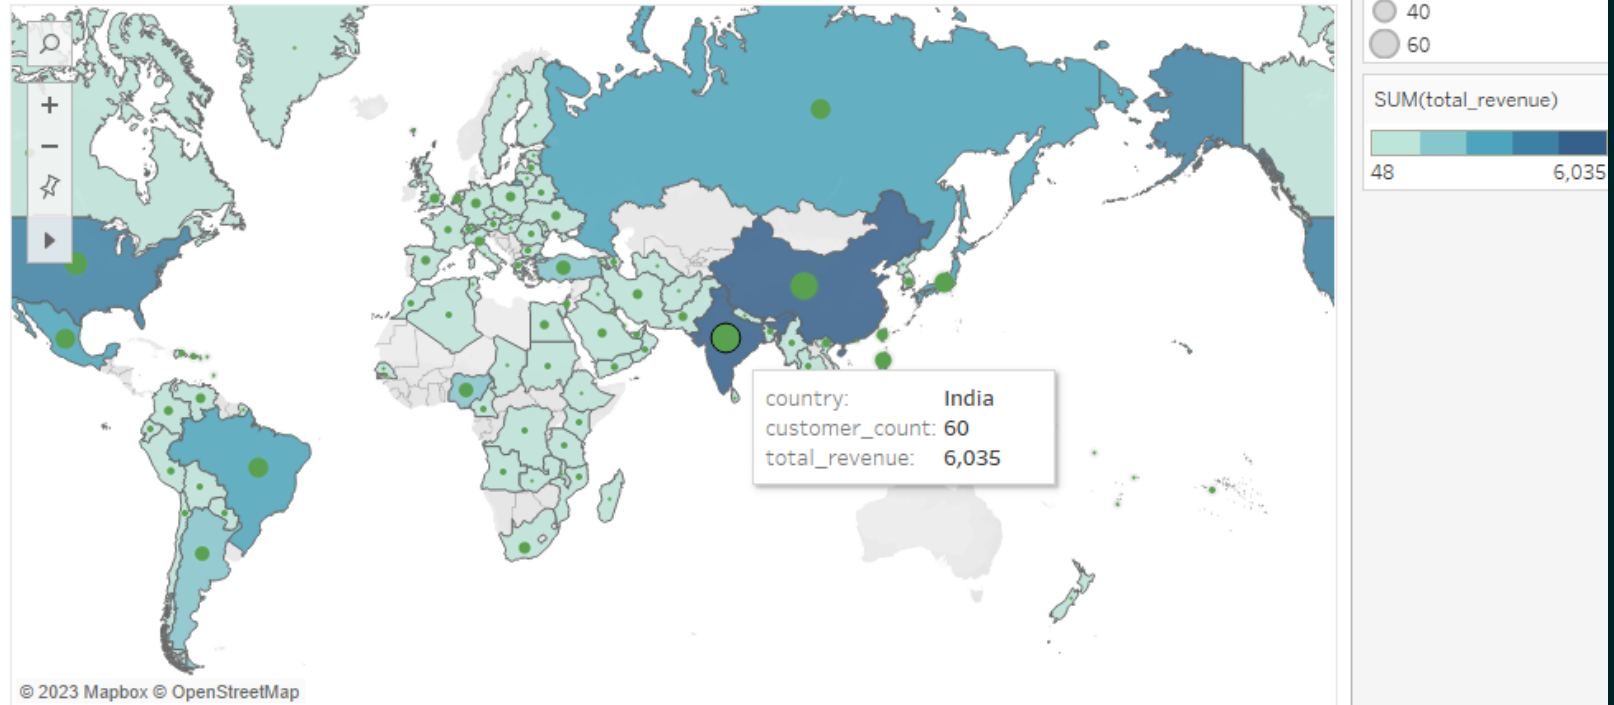 40
60
SUM(total_revenue)
48 6,035
country: India
customer_count: 60
total_revenue: 6,035
© 2023 Mapbox © OpenStreetMap